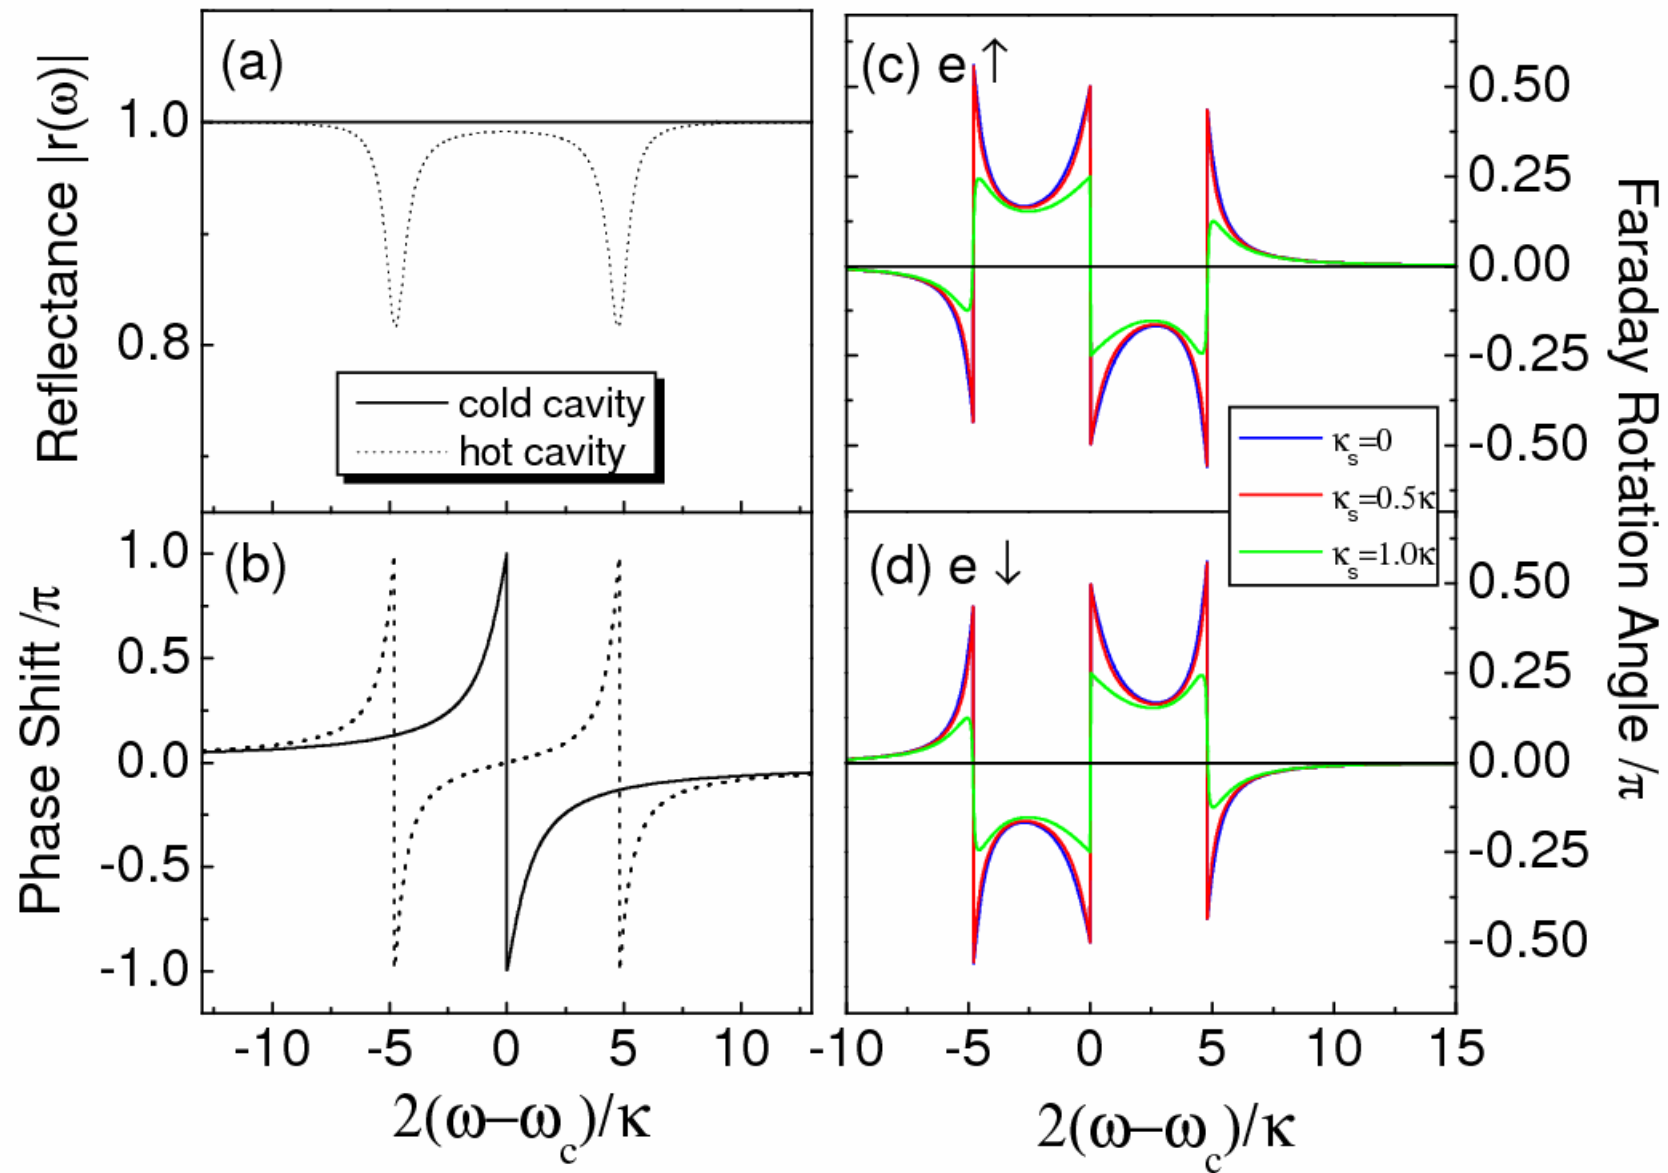 (a)
Reflectance |r(ω)|
1.0
0.8
cold cavity
hot cavity
(b)
Phase Shift /π
1.0
0.5
0.0
-0.5
-1.0
-10 -5 0 5 10
2(ω−ω_c)/κ
(c) e ↑
0.50
0.25
0.00
-0.25
-0.50
κ_s=0
κ_s=0.5κ
κ_s=1.0κ
Faraday Rotation Angle /π
(d) e ↓
0.50
0.25
0.00
-0.25
-0.50
-10 -5 0 5 10 15
2(ω−ω_c)/κ